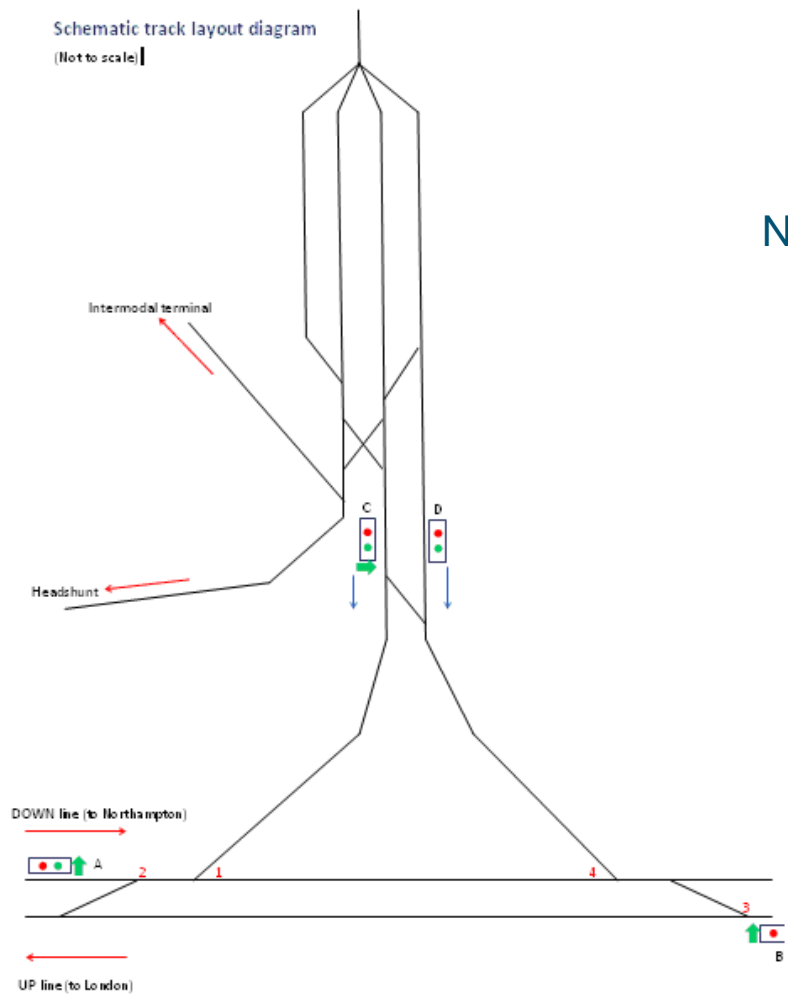 Schematic track layout diagram
(Not to scale)
N
Intermodal terminal
C
D
Headshunt
DOWN line (to Northampton)
A
2
1
4
3
B
UP line (to London)